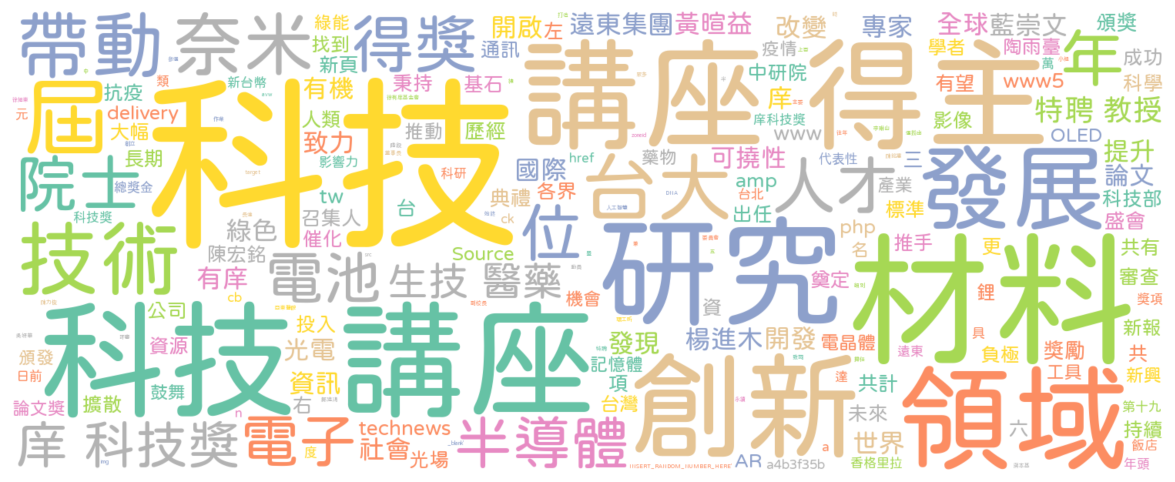 帶動 奈米 得獎 綠能 找到 新頁 開啟 左 通訊 遠東集團 黃暄益 改變 專家 全球 藍崇文 頒獎
疫情 學者 陶雨臺 年 成功
屆 抗疫 類 新台幣 有機 秉持 基石 講座 得主 中研院 有望 www5 萬 科學
元 delivery 大幅 人類 科技 推動 歷經 庠 庠科技獎 www 影像 特聘 教授
長期 致力 影響力 科研 OLED
院士 總獎金 國際 href 藥物 可撓性 代表性 三 發展 提升
科技獎 tw 台 典禮 各界 台大 amp 台北 人才 產業 論文
綠色 召集人 ck 位 出任 標準 科技部
技術 陳宏銘 催化 Source 研究 php 推手 更 盛會
有庠 電池 生技 醫藥 名 材料 共有
cb 機會 資 奠定 鋰 審查
科技 公司 投入 講座 發現 楊進木 開發 電晶體 遠東 具 獎項
頒發 資源 光電 記憶體 負極 獎勵 新報 共
日前 鼓舞 資訊 項 創新 達 共計 工具 新興
論文獎 擴散 n 右 台灣 領域 第十九
庠 科技獎 電子 technews 半導體 未來 六 持續
社會 a 世界 飯店
度 光場 INSERT_RANDOM_NUMBER_HERE AR a4b3f35b 香格里拉 年頭